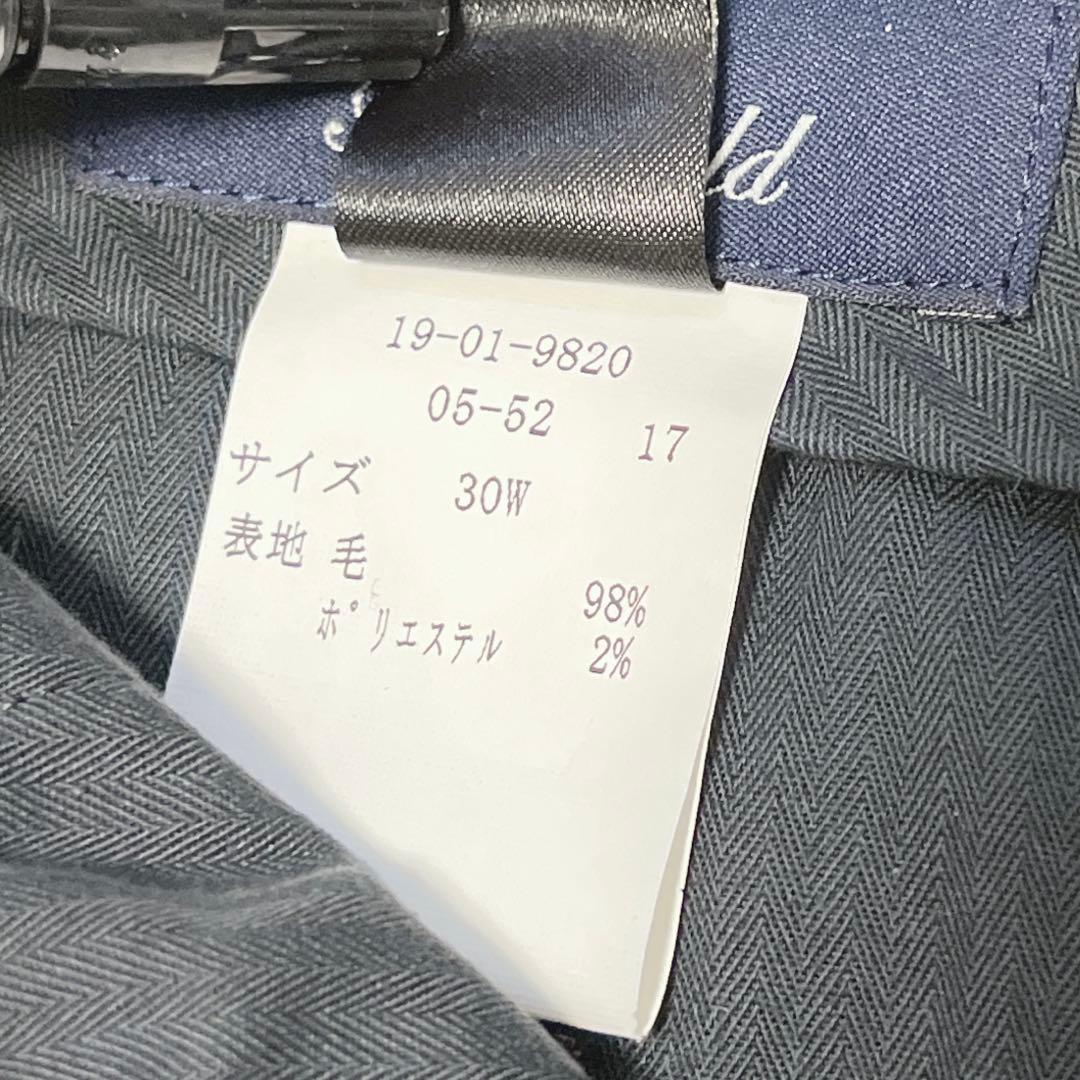 19-01-9820
05-52 17
サイズ 30W
表地 毛 98%
ポリエステル 2%